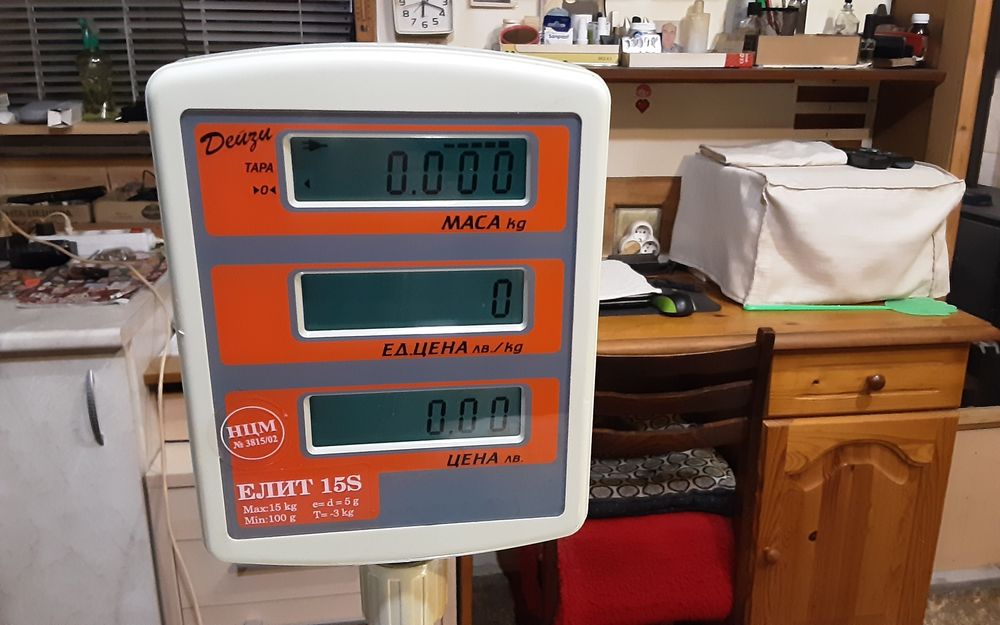 Дейзи
ТАРА
►0◄
0.000
МАСА kg
0
ЕД.ЦЕНА лв./kg
0.00
ЦЕНА лв.
НЦМ
№ 3815/02
ЕЛИТ 15S
Max:15 kg e= d = 5 g
Min:100 g T= -3 kg